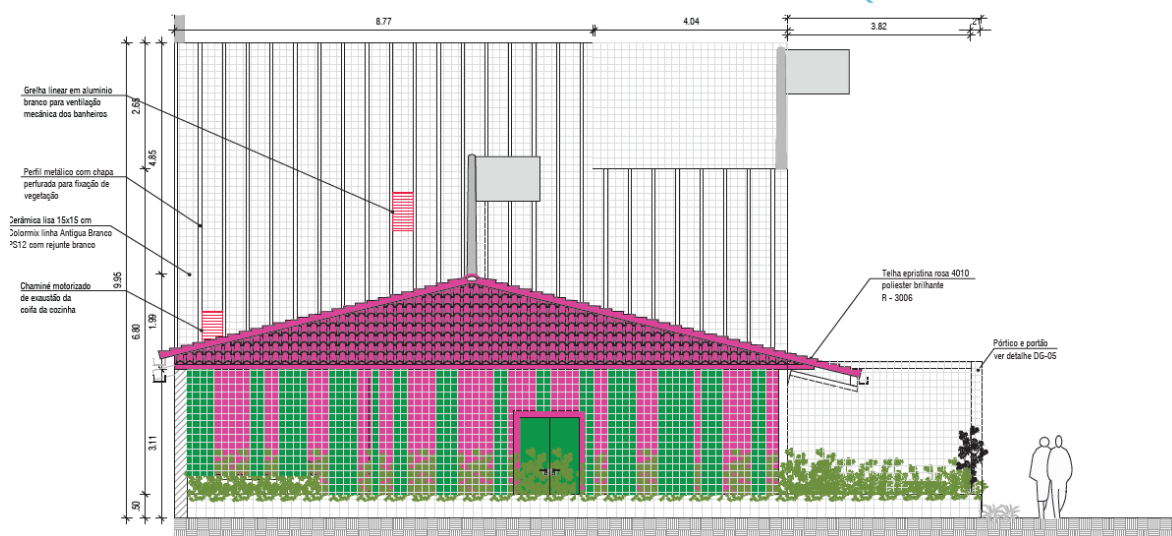 8.77
4.04
3.82
21
Grelha linear em aluminio
branco para ventilação
mecânica dos banheiros
2.65
4.85
Perfil metálico com chapa
perfurada para fixação de
vegetação
Cerâmica lisa 15x15 cm
Colormix linha Antigua Branco
PS12 com rejunte branco
9.95
Chaminé motorizado
de exaustão da
coifa da cozinha
6.80
1.99
Telha epristina rosa 4010
poliester brilhante
R - 3006
Pórtico e portão
ver detalhe DG-05
3.11
.50